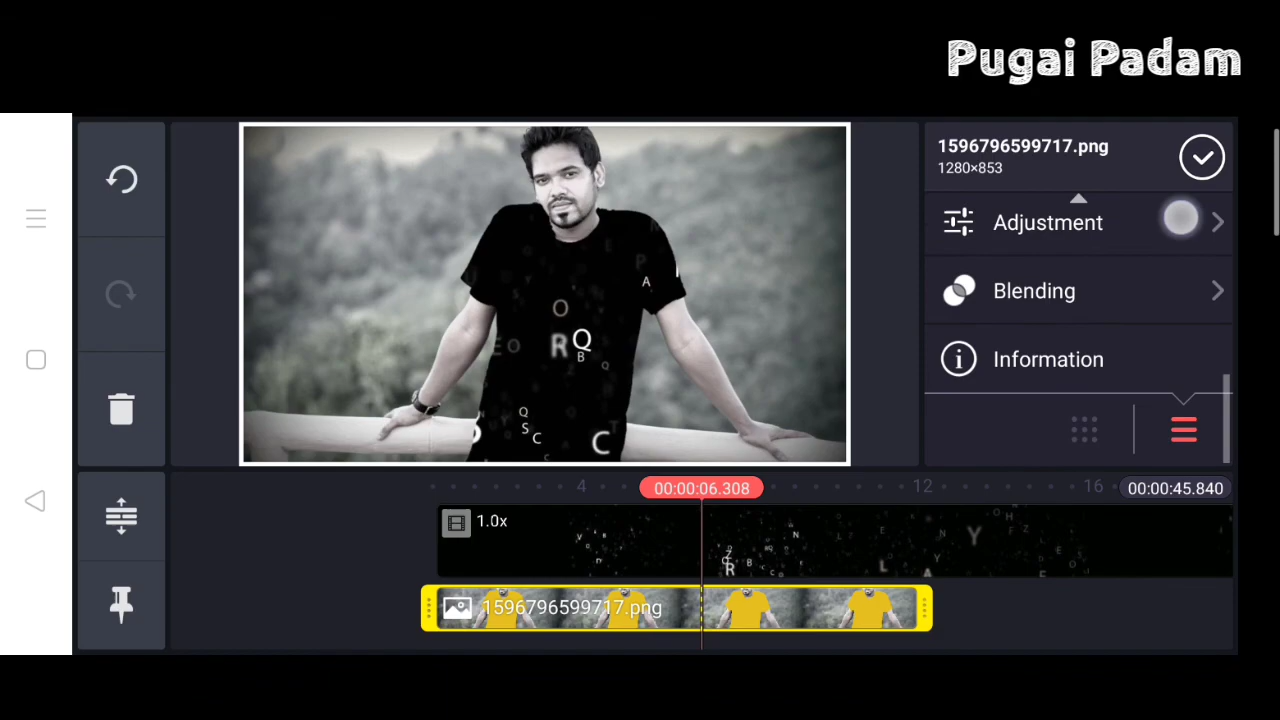 Pugai Padam
1596796599717.png
1280×853
Adjustment
Blending
Information
4
00:00:06.308
12
16
00:00:45.840
1.0x
1596796599717.png